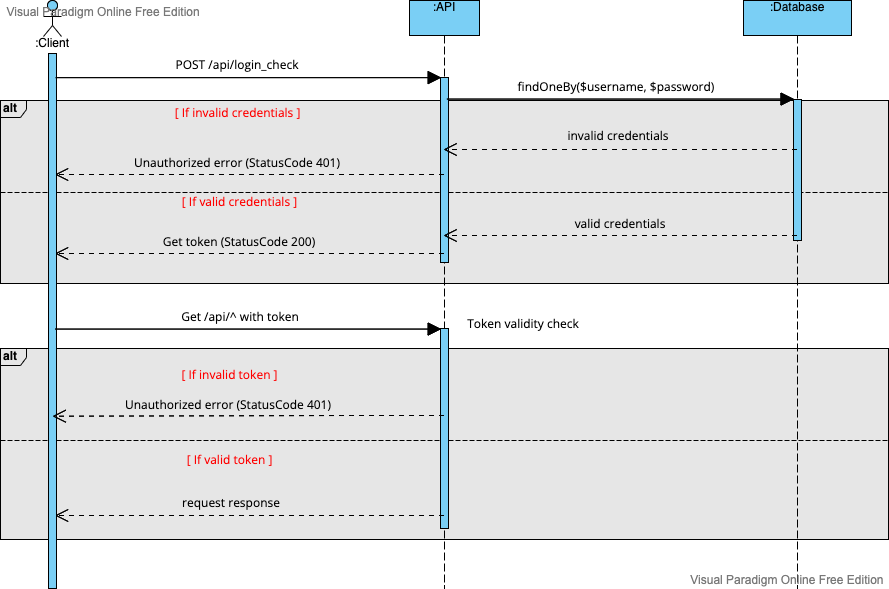 Visual Paradigm Online Free Edition
:Client
:API
:Database
POST /api/login_check
findOneBy($username, $password)
alt
[ If invalid credentials ]
invalid credentials
Unauthorized error (StatusCode 401)
[ If valid credentials ]
valid credentials
Get token (StatusCode 200)
Get /api/^ with token
Token validity check
alt
[ If invalid token ]
Unauthorized error (StatusCode 401)
[ If valid token ]
request response
Visual Paradigm Online Free Edition